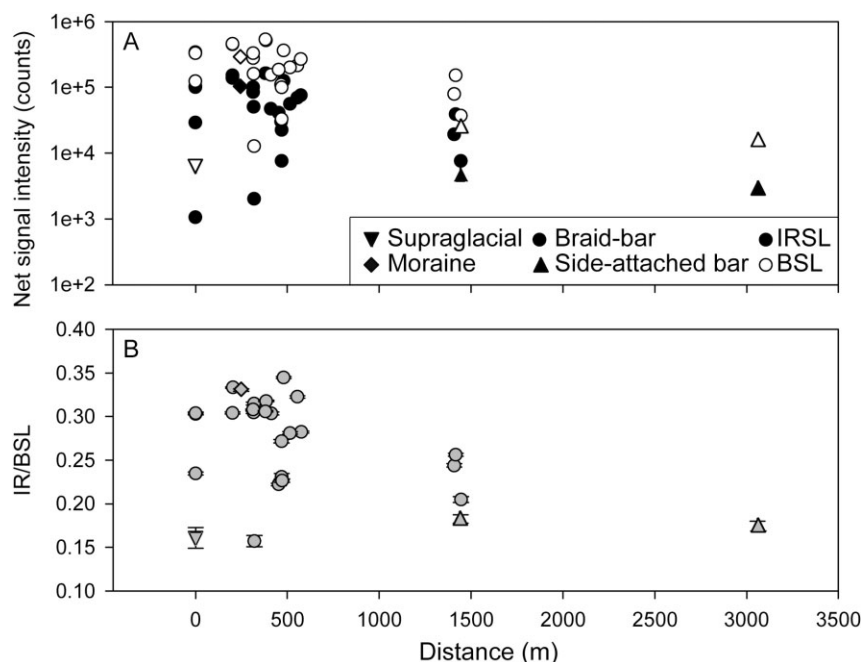 A
Net signal intensity (counts)
1e+6
1e+5
1e+4
1e+3
1e+2
Supraglacial Braid-bar IRSL
Moraine Side-attached bar BSL
B
IR/BSL
0.40
0.35
0.30
0.25
0.20
0.15
0.10
0 500 1000 1500 2000 2500 3000 3500
Distance (m)